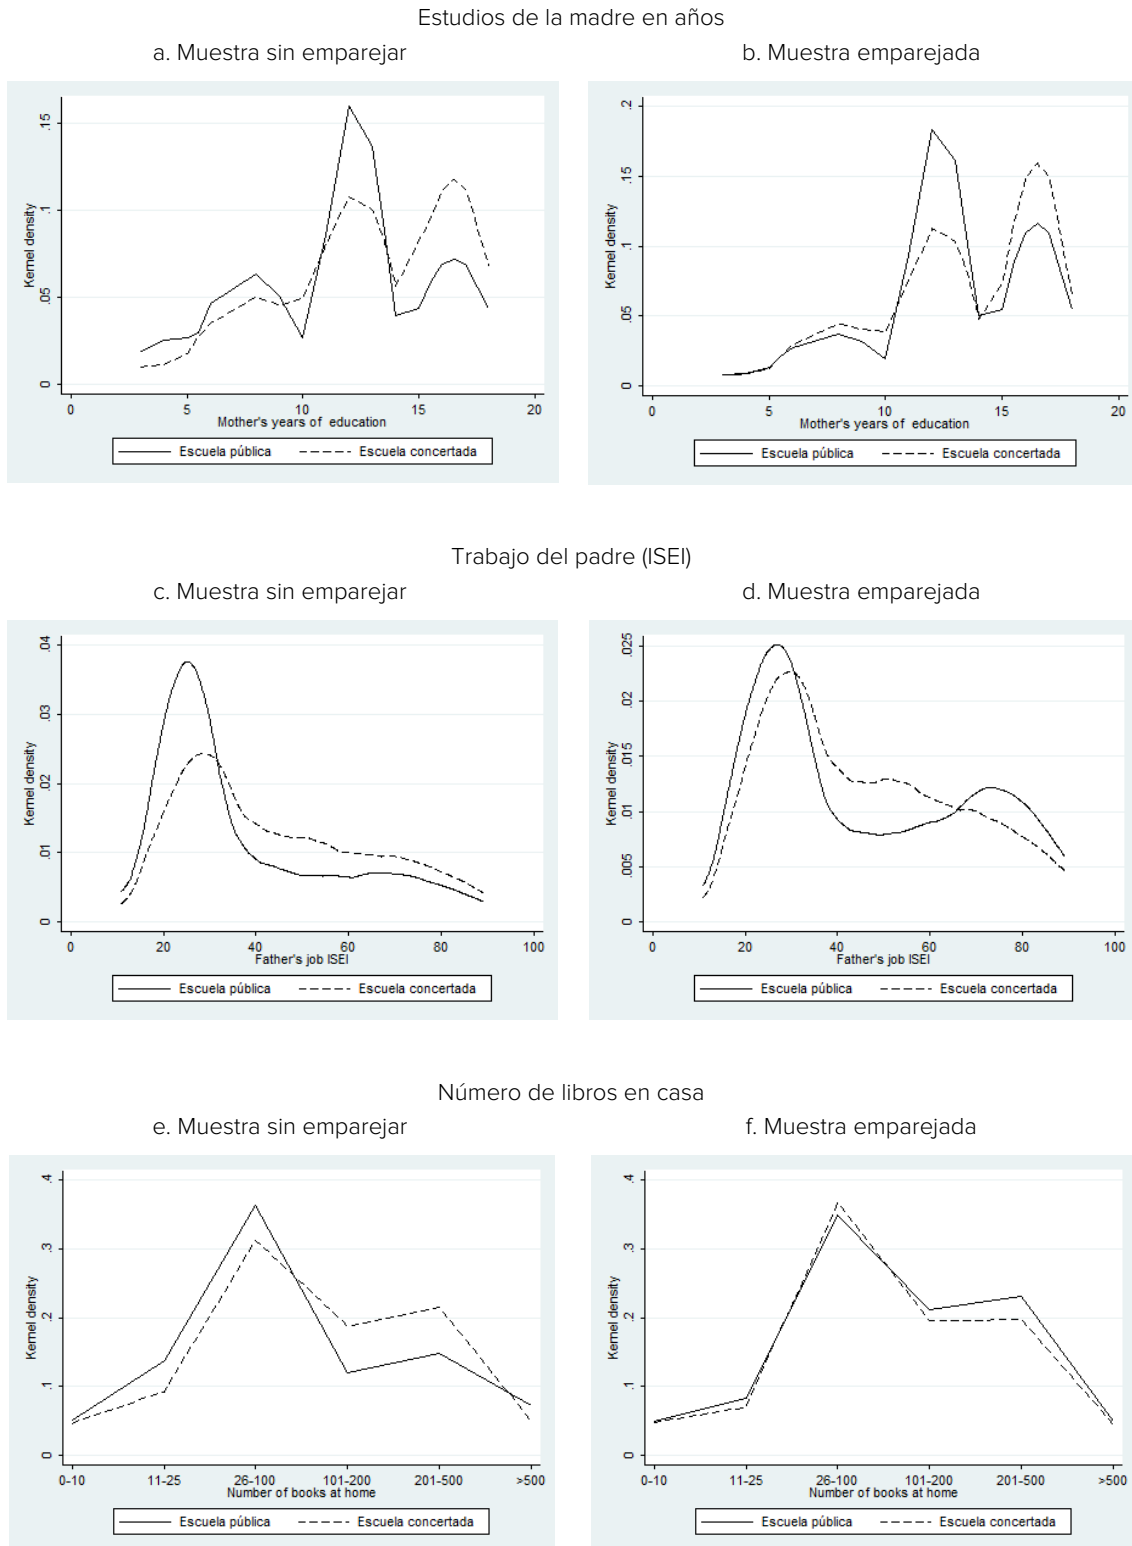 Estudios de la madre en años
a. Muestra sin emparejar
b. Muestra emparejada
Kernel density
0 .05 .1 .15
0 5 10 15 20
Mother's years of education
Escuela pública Escuela concertada
Kernel density
0 .05 .1 .15 .2
0 5 10 15 20
Mother's years of education
Escuela pública Escuela concertada
Trabajo del padre (ISEI)
c. Muestra sin emparejar
d. Muestra emparejada
Kernel density
0 .01 .02 .03 .04
0 20 40 60 80 100
Father's job ISEI
Escuela pública Escuela concertada
Kernel density
0 .005 .01 .015 .02 .025
0 20 40 60 80 100
Father's job ISEI
Escuela pública Escuela concertada
Número de libros en casa
e. Muestra sin emparejar
f. Muestra emparejada
Kernel density
0 .1 .2 .3 .4
0-10 11-25 26-100 101-200 201-500 >500
Number of books at home
Escuela pública Escuela concertada
Kernel density
0 .1 .2 .3 .4
0-10 11-25 26-100 101-200 201-500 >500
Number of books at home
Escuela pública Escuela concertada